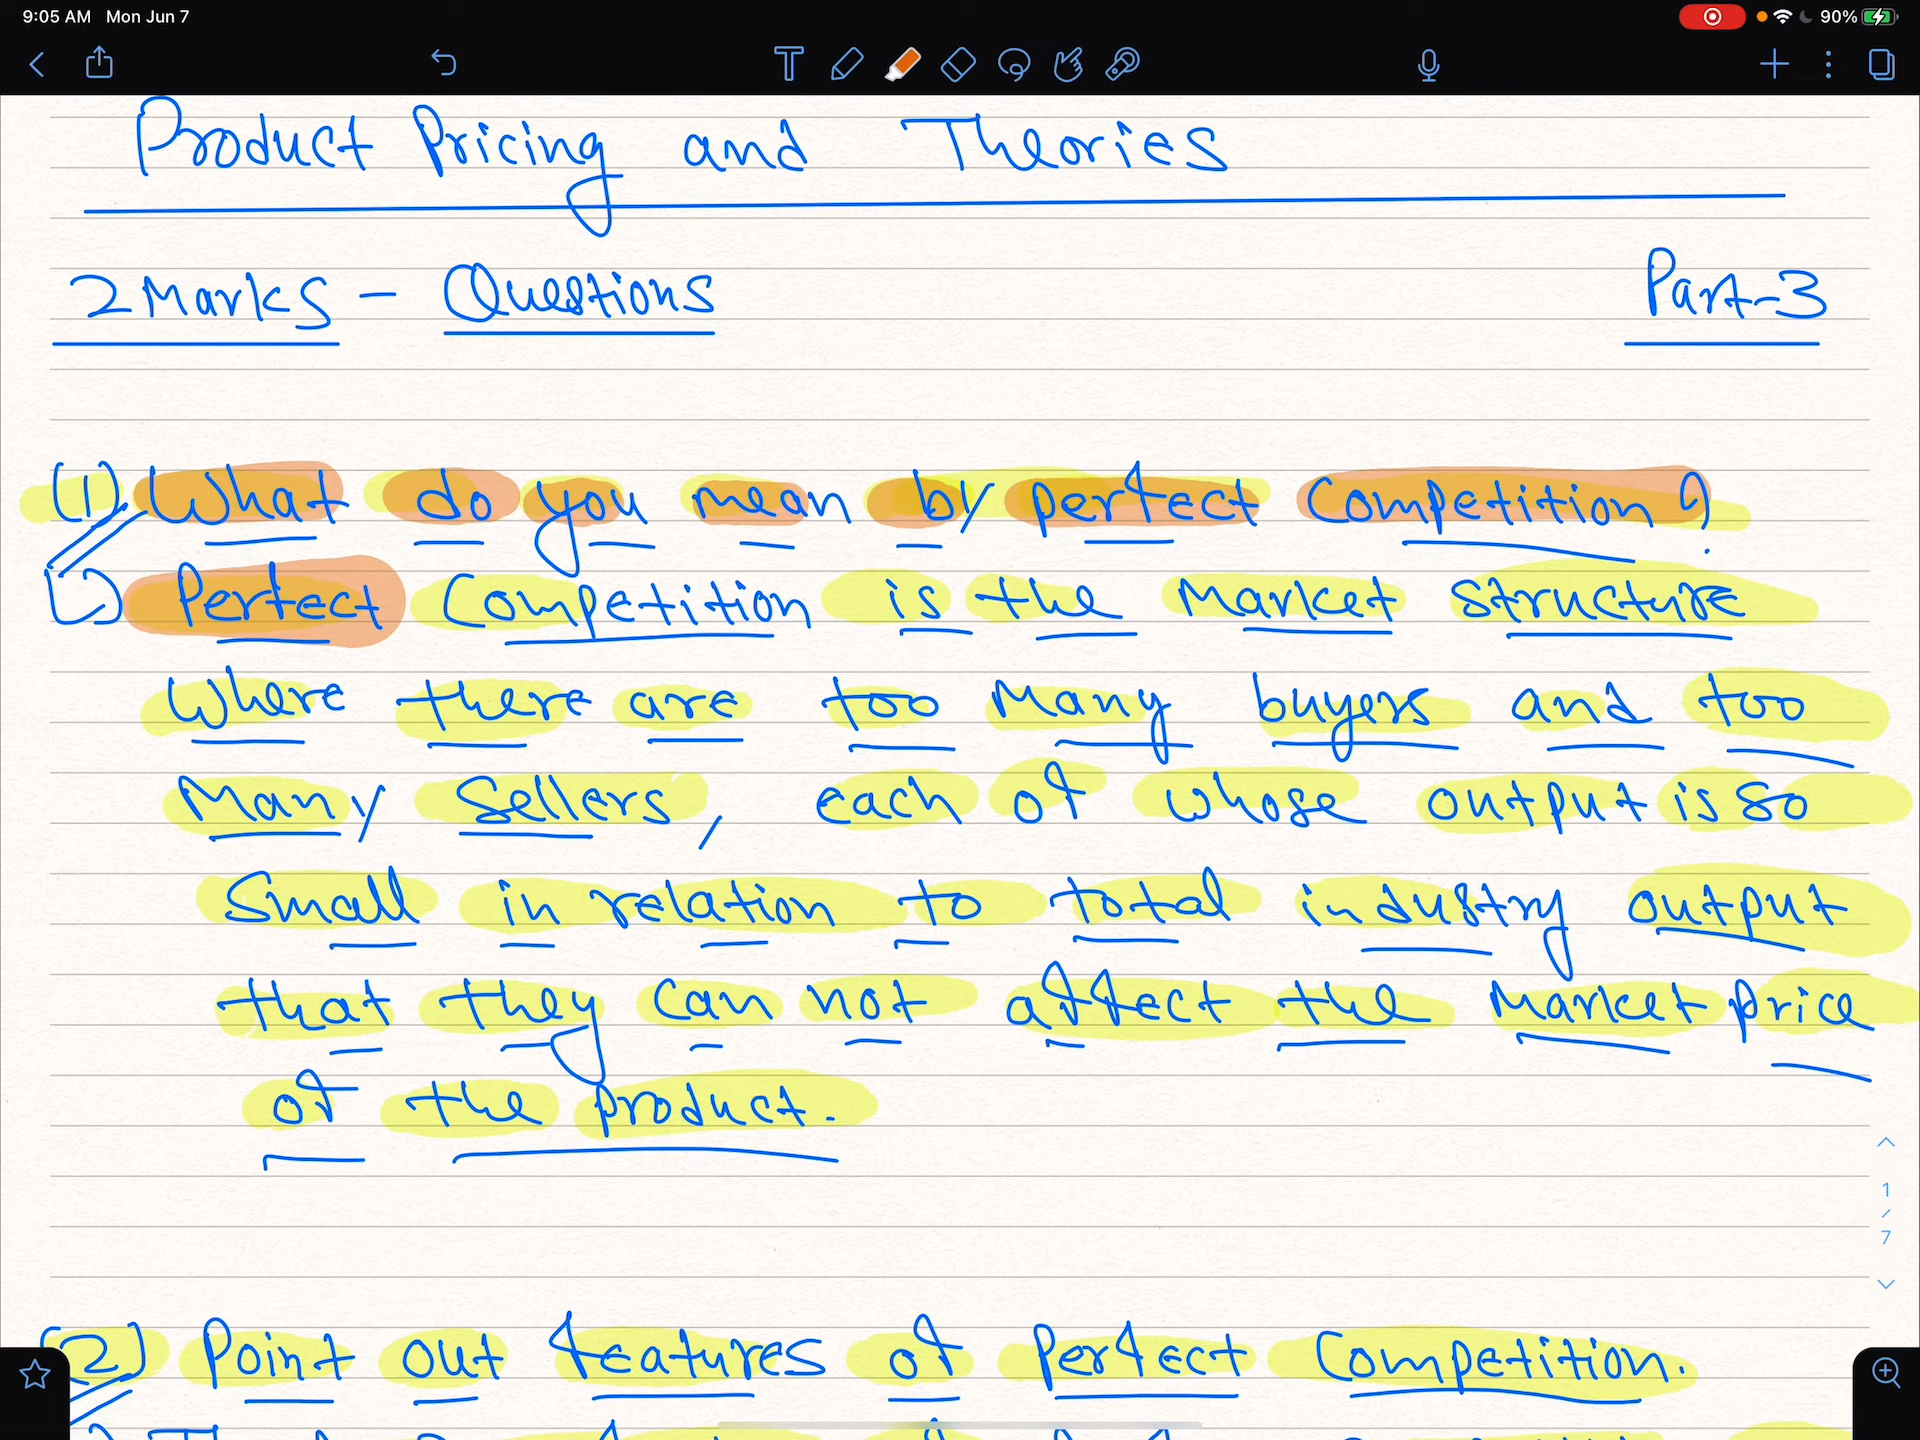 9:05 AM Mon Jun 7
90%
Product Pricing and Theories
2 Marks - Questions
Part-3
(1) What do you mean by perfect Competition?
Perfect Competition is the Market structure
Where there are too Many buyers and too
Many Sellers, each of whose output is so
Small in relation to total industry output
that they can not affect the Market price
of the product.
1
/
7
(2) Point out features of Perfect Competition.